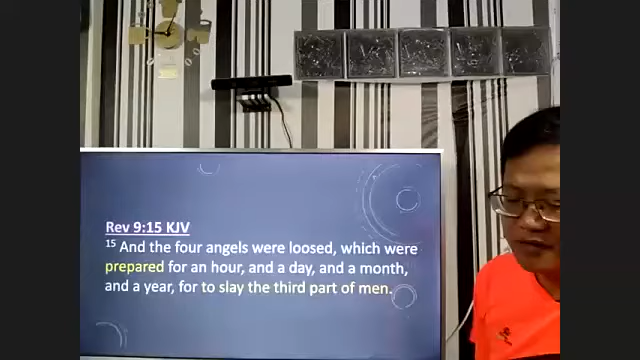 Rev 9:15 KJV
15 And the four angels were loosed, which were
prepared for an hour, and a day, and a month,
and a year, for to slay the third part of men.